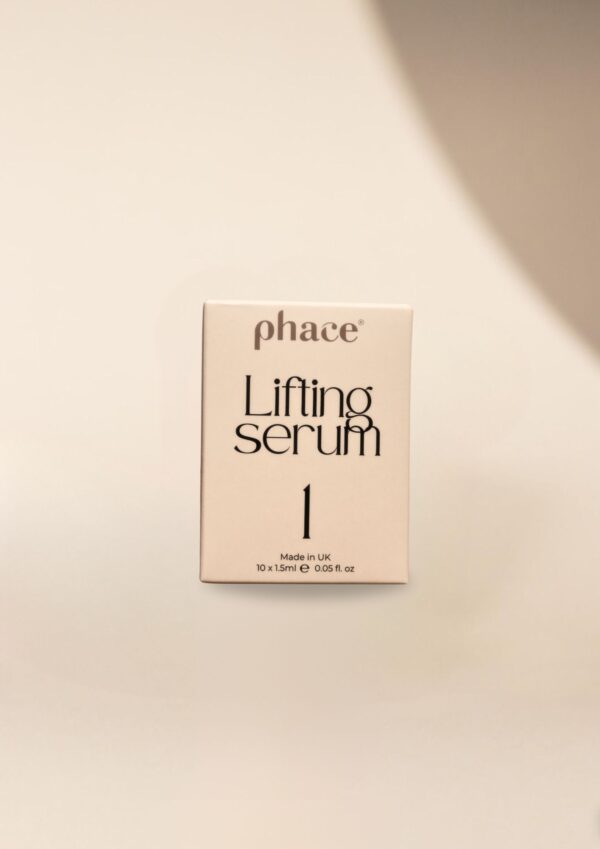 phace®
Lifting
serum
1
Made in UK
10 x 1.5ml ℮ 0.05 fl. oz